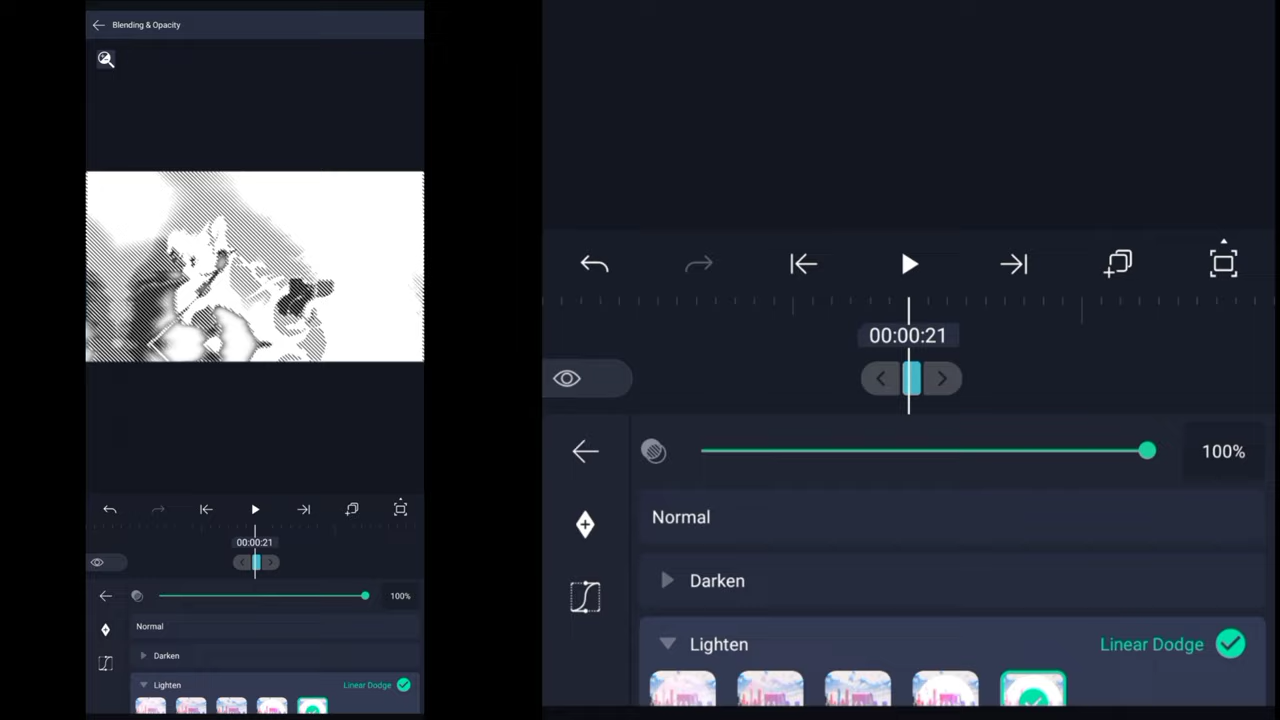 Blending & Opacity
00:00:21
100%
Normal
Darken
Lighten
Linear Dodge
00:00:21
100%
Normal
Darken
Lighten
Linear Dodge